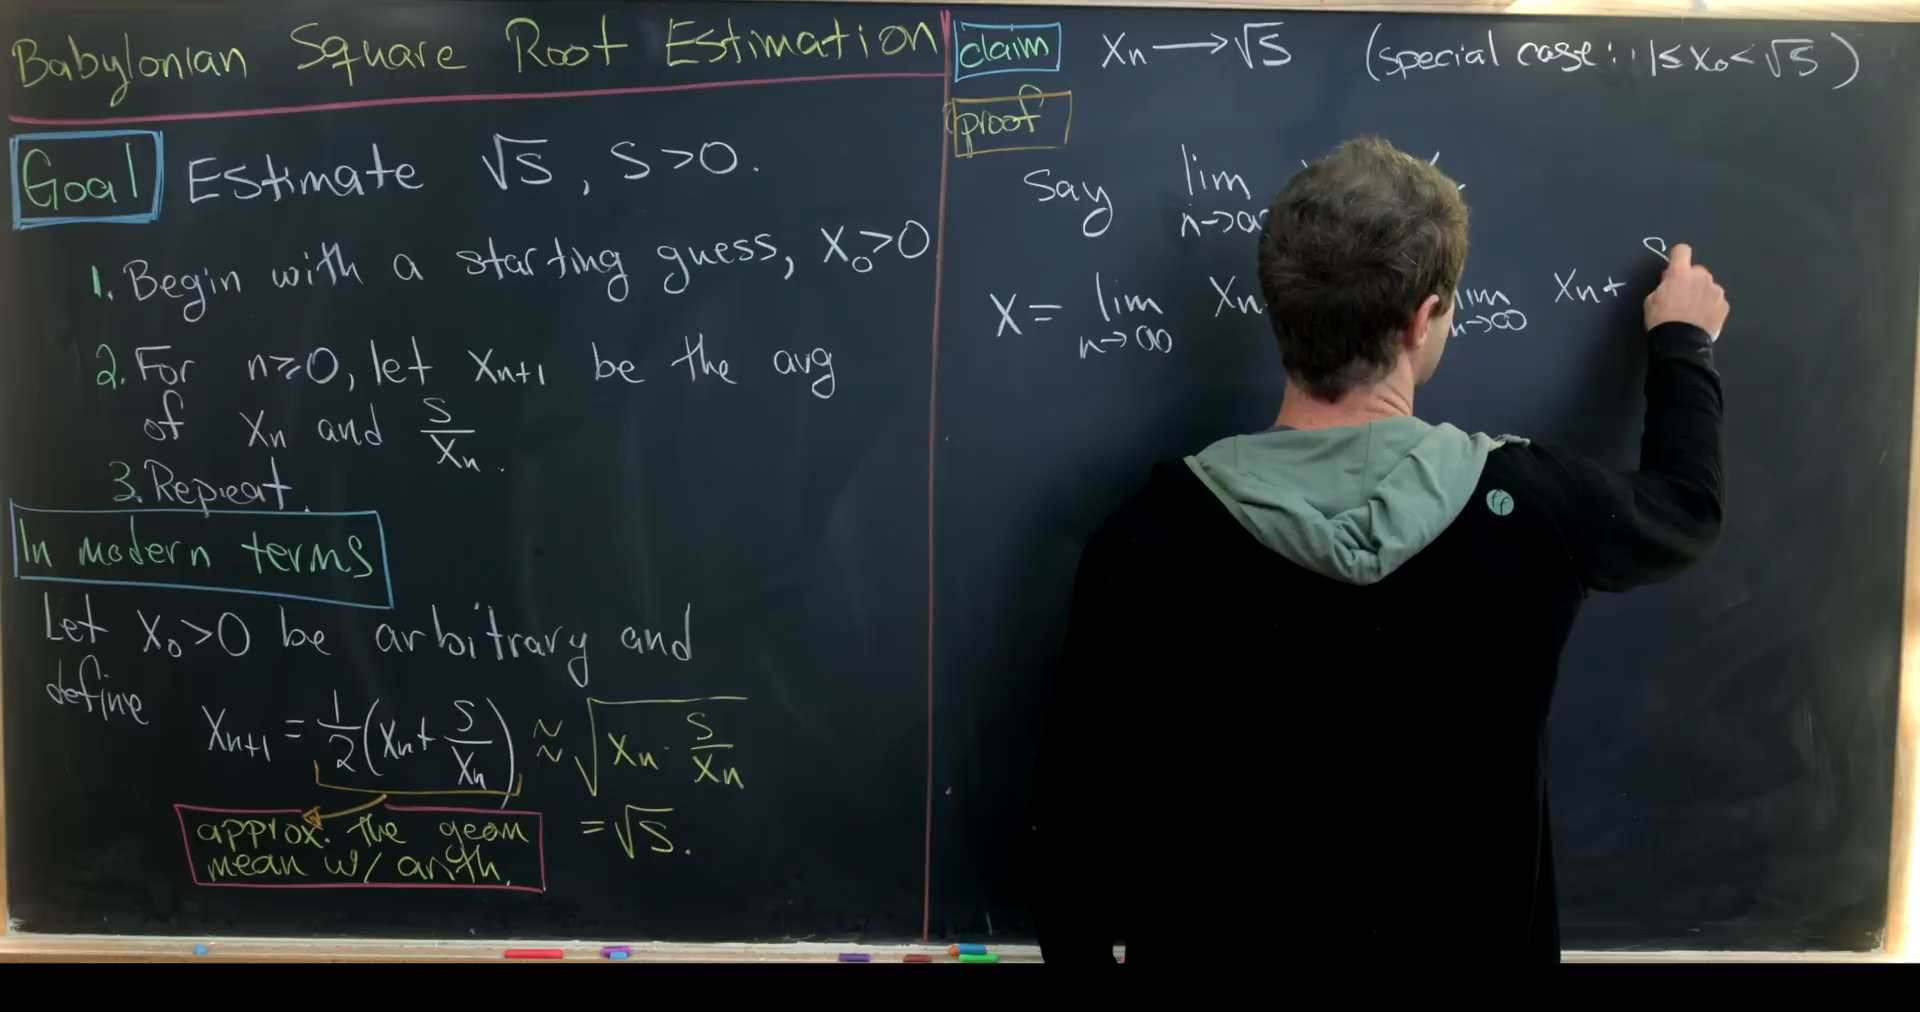 Babylonian Square Root Estimation
Goal Estimate √S, S>0.
1. Begin with a starting guess, X₀>0
2. For n≥0, let Xn+1 be the avg
of Xn and S/Xn.
3. Repeat.
In modern terms
Let X₀>0 be arbitrary and
define
Xn+1 = 1/2(Xn+ S/Xn) ≈ √(Xn · S/Xn)
= √S.
approx. the geom
mean w/ arith.
claim Xn → √S (special case: 1≤X₀<√S)
proof
Say lim n→∞
X = lim n→∞ Xn lim n→∞ Xn+ S
ff